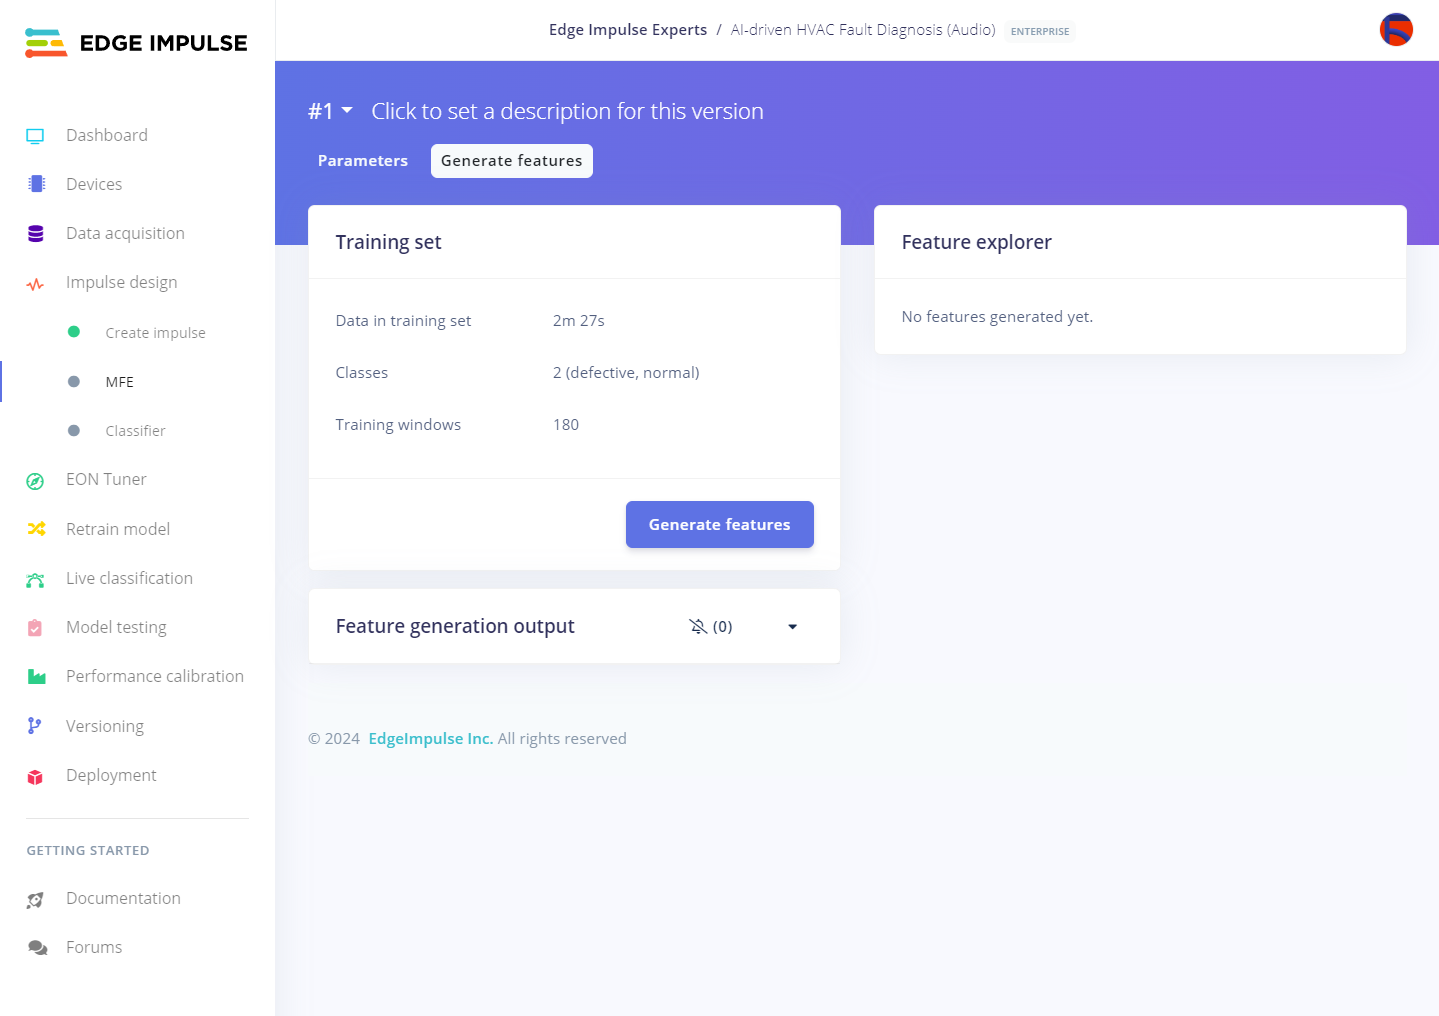 EDGE IMPULSE
Edge Impulse Experts / AI-driven HVAC Fault Diagnosis (Audio) ENTERPRISE
Dashboard
Devices
Data acquisition
Impulse design
Create impulse
MFE
Classifier
EON Tuner
Retrain model
Live classification
Model testing
Performance calibration
Versioning
Deployment
GETTING STARTED
Documentation
Forums
#1 Click to set a description for this version
Parameters Generate features
Training set
Data in training set 2m 27s
Classes 2 (defective, normal)
Training windows 180
Generate features
Feature generation output (0)
Feature explorer
No features generated yet.
© 2024 EdgeImpulse Inc. All rights reserved